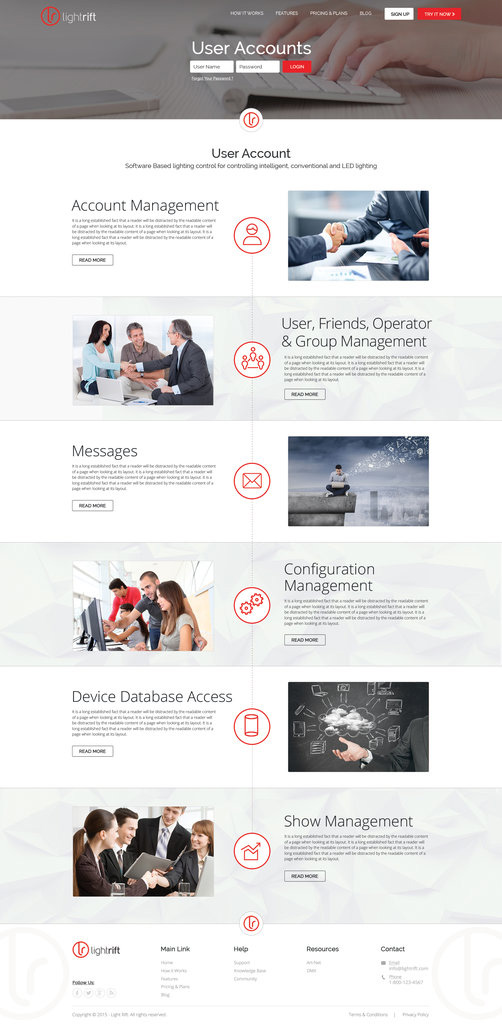 lightrift
HOW IT WORKS FEATURES PRICING & PLANS BLOG SIGN UP TRY IT NOW >
User Accounts
User Name Password LOGIN
Forgot Your Password ?
User Account
Software Based lighting control for controlling intelligent, conventional and LED lighting
Account Management
It is a long established fact that a reader will be distracted by the readable content
of a page when looking at its layout. It is a long established fact that a reader will
be distracted by the readable content of a page when looking at its layout. It is a
long established fact that a reader will be distracted by the readable content of a
page when looking at its layout.
READ MORE
User, Friends, Operator
& Group Management
It is a long established fact that a reader will be distracted by the readable content
of a page when looking at its layout. It is a long established fact that a reader will
be distracted by the readable content of a page when looking at its layout. It is a
long established fact that a reader will be distracted by the readable content of a
page.
READ MORE
Messages
It is a long established fact that a reader will be distracted by the readable content
of a page when looking at its layout. It is a long established fact that a reader will
be distracted by the readable content of a page when looking at its layout. It is a
long established fact that a reader will be distracted by the readable content of a
page
READ MORE
Configuration
Management
It is a long established fact that a reader will be distracted by the readable content
of a page when looking at its layout. It is a long established fact that a reader will
be distracted by the readable content of a page when looking at its layout. It is a
long established fact that a reader will be distracted by the readable content of a
page when looking at its layout.
READ MORE
Device Database Access
It is a long established fact that a reader will be distracted by the readable content
of a page when looking at its layout. It is a long established fact that a reader will
be distracted by the readable content of a page when looking at its layout. It is a
long established fact that a reader will be distracted by the readable content of a
page when looking at its layout.
READ MORE
Show Management
It is a long established fact that a reader will be distracted by the readable content
of a page when looking at its layout. It is a long established fact that a reader will
be distracted by the readable content of a page when looking at its layout. It is a
long established fact that a reader will be distracted by the readable content of a
page when looking at its layout.
READ MORE
lightrift
Follow Us:
Main Link
Home
How it Works
Features
Pricing & Plans
Blog
Help
Support
Knowledge Base
Community
Resources
Art-Net
DMX
Contact
Email
info@lightrift.com
Phone
1-800-123-4567
Copyright © 2015 - Light Rift. All rights reserved.
Terms & Conditions | Privacy Policy